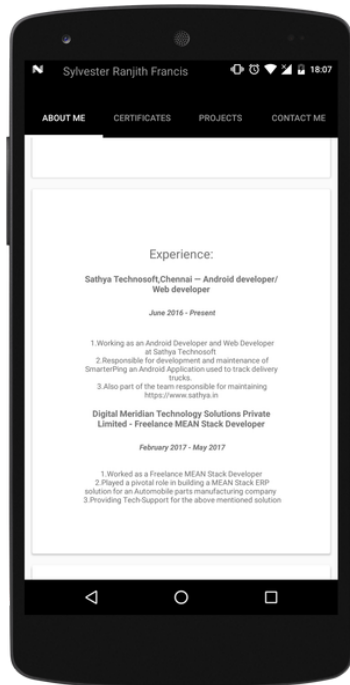 Sylvester Ranjith Francis 18:07
ABOUT ME CERTIFICATES PROJECTS CONTACT ME
Experience:
Sathya Technosoft,Chennai — Android developer/
Web developer
June 2016 - Present
1.Working as an Android Developer and Web Developer
at Sathya Technosoft
2.Responsible for development and maintenance of
SmarterPing an Android Application used to track delivery
trucks.
3.Also part of the team responsible for maintaining
https://www.sathya.in
Digital Meridian Technology Solutions Private
Limited - Freelance MEAN Stack Developer
February 2017 - May 2017
1.Worked as a Freelance MEAN Stack Developer
2.Played a pivotal role in building a MEAN Stack ERP
solution for an Automobile parts manufacturing company
3.Providing Tech Support for the above mentioned solution